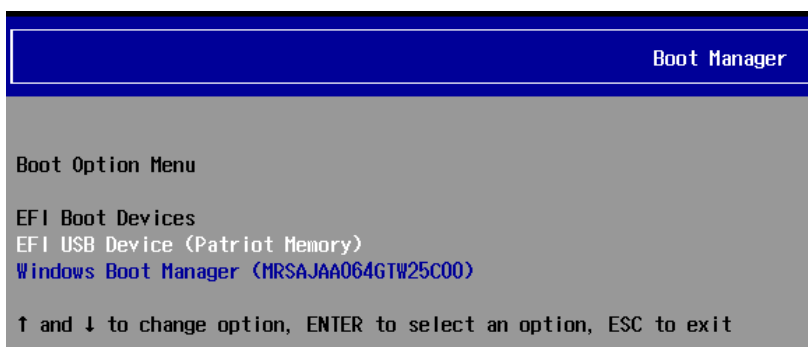 Boot Manager
Boot Option Menu
EFI Boot Devices
EFI USB Device (Patriot Memory)
Windows Boot Manager (MRSAJAA064GTW25C00)
↑ and ↓ to change option, ENTER to select an option, ESC to exit